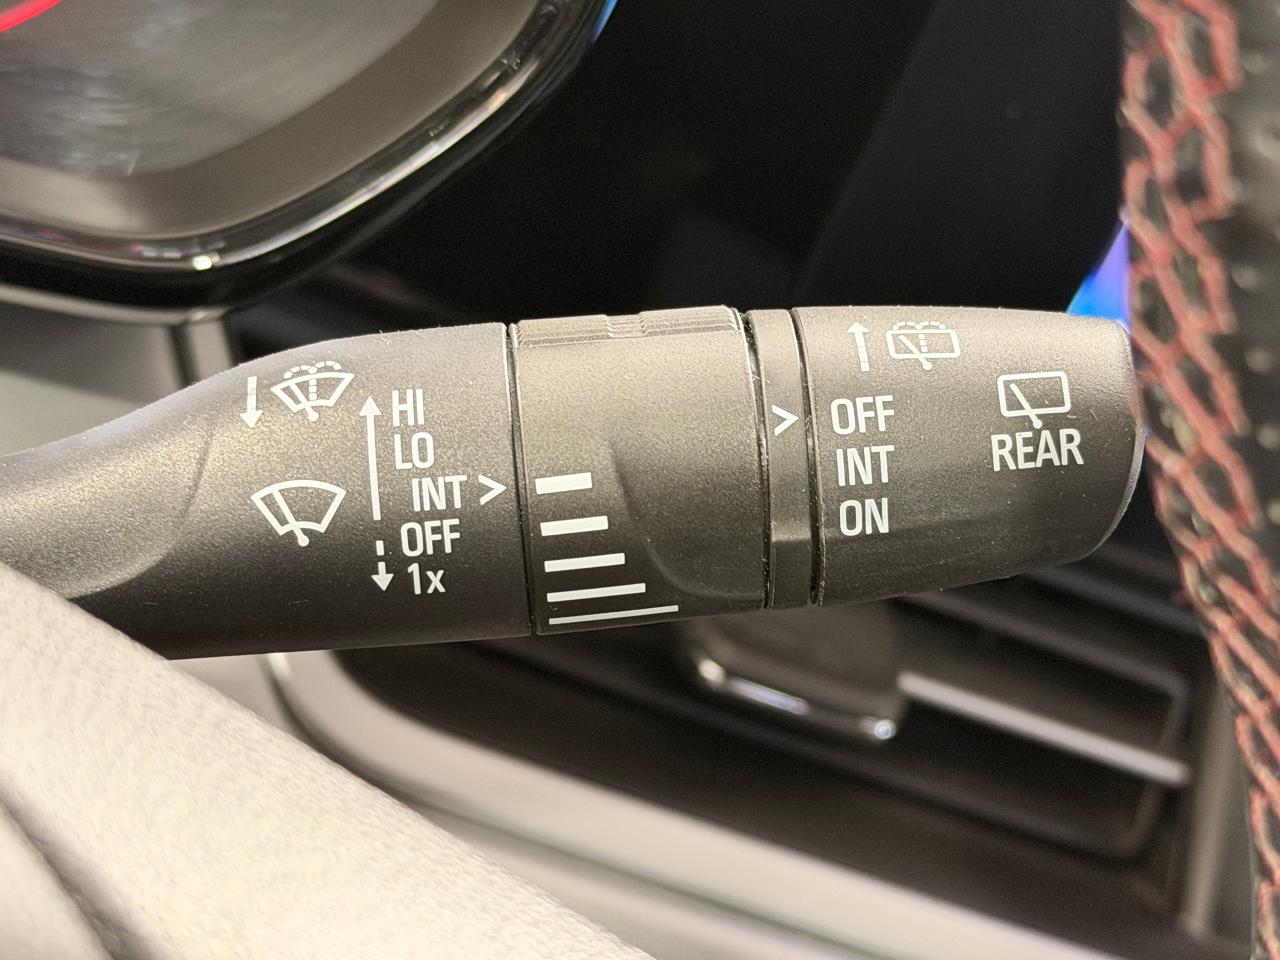 HI
LO
INT >
OFF
1x
>
OFF
INT
ON
REAR